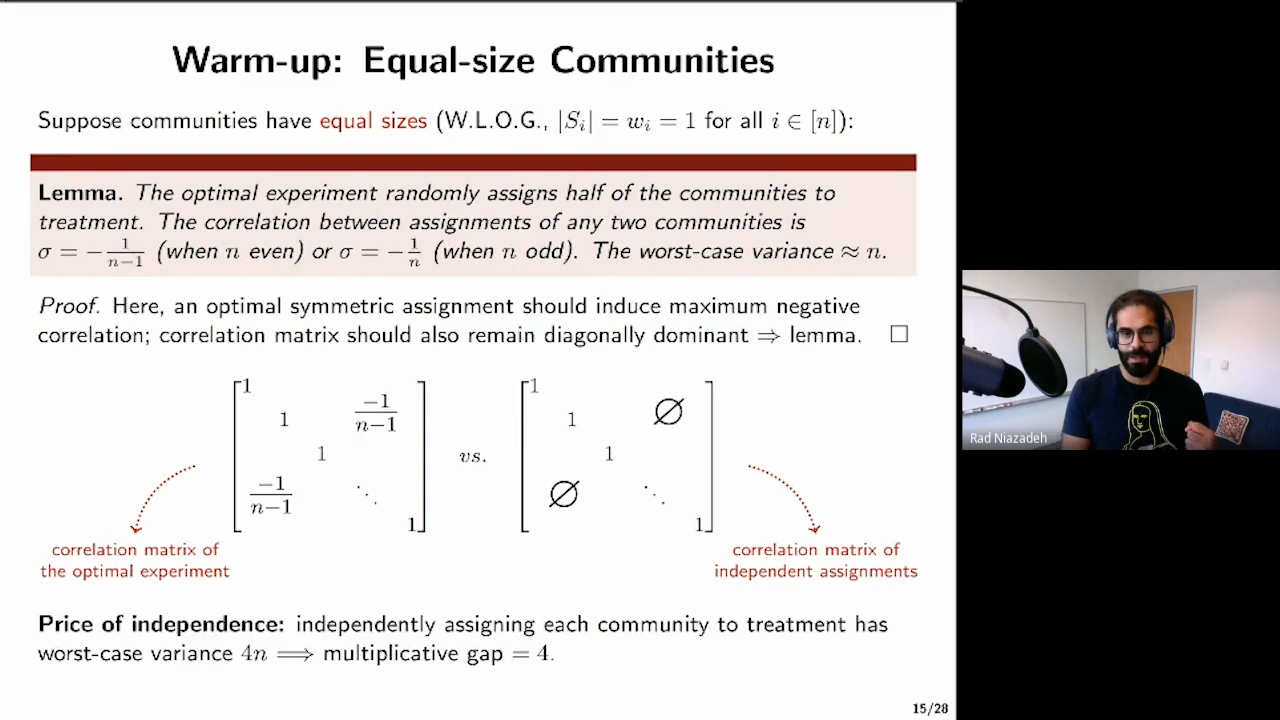 Warm-up: Equal-size Communities
Suppose communities have equal sizes (W.L.O.G., |Sᵢ| = wᵢ = 1 for all i ∈ [n]):
Lemma. The optimal experiment randomly assigns half of the communities to
treatment. The correlation between assignments of any two communities is
σ = −1/(n−1) (when n even) or σ = −1/n (when n odd). The worst-case variance ≈ n.
Proof. Here, an optimal symmetric assignment should induce maximum negative
correlation; correlation matrix should also remain diagonally dominant ⇒ lemma. □
[1 1 1 ⋱ 1, −1/(n−1), −1/(n−1)] vs. [1 1 1 ⋱ 1, ∅, ∅]
correlation matrix of
the optimal experiment
correlation matrix of
independent assignments
Price of independence: independently assigning each community to treatment has
worst-case variance 4n ⟹ multiplicative gap = 4.
15/28
Rad Niazadeh